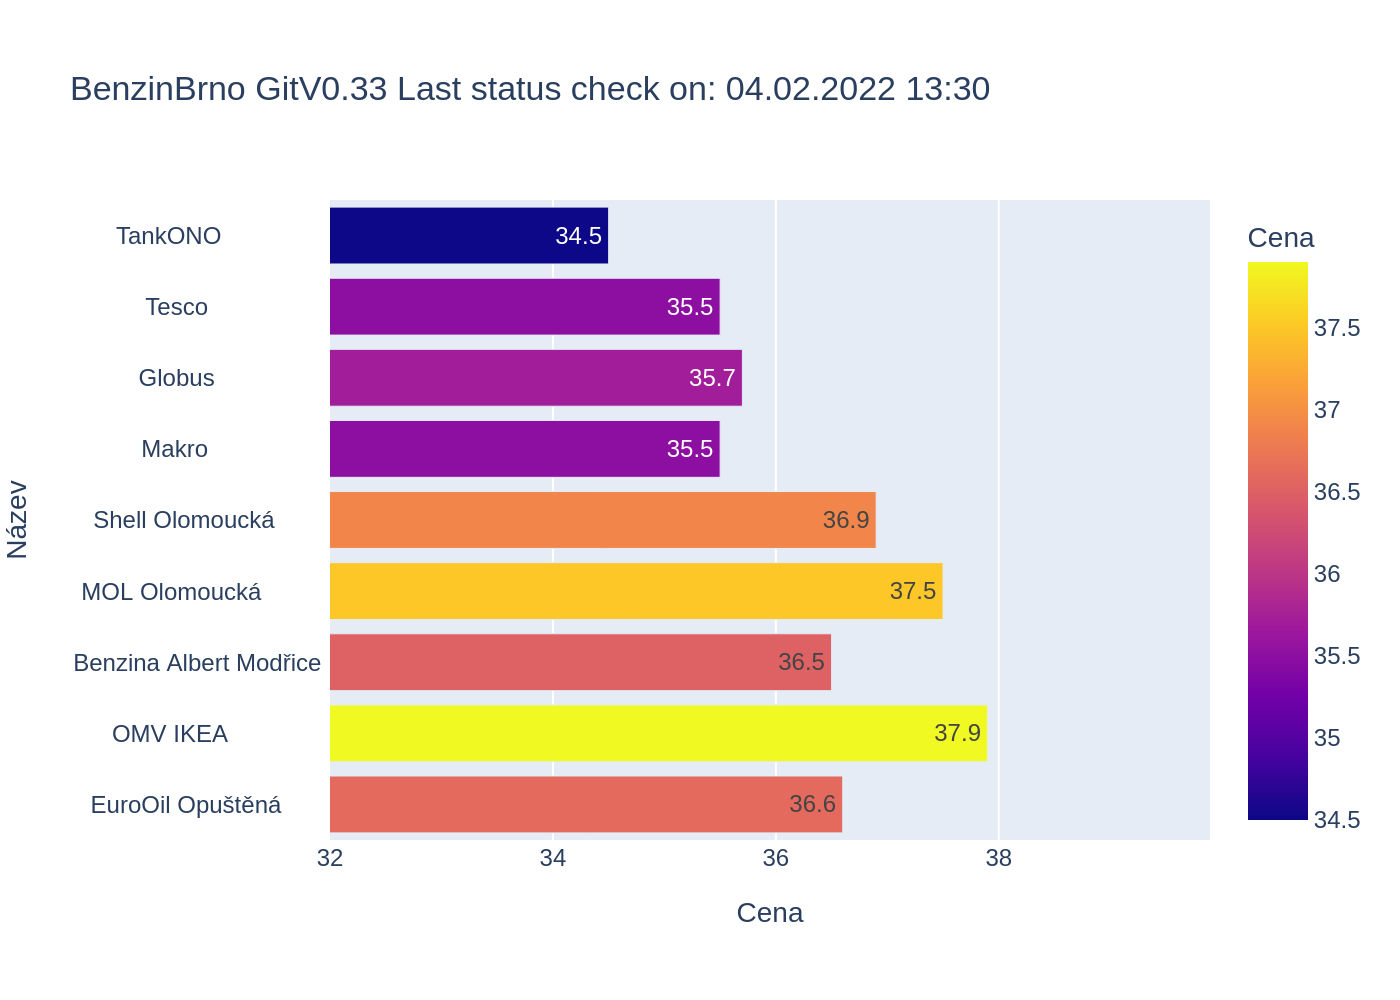 BenzinBrno GitV0.33 Last status check on: 04.02.2022 13:30
TankONO
34.5
Tesco
35.5
Globus
35.7
Makro
35.5
Shell Olomoucká
36.9
MOL Olomoucká
37.5
Benzina Albert Modřice
36.5
OMV IKEA
37.9
EuroOil Opuštěná
36.6
Název
32
34
36
38
Cena
Cena
37.5
37
36.5
36
35.5
35
34.5